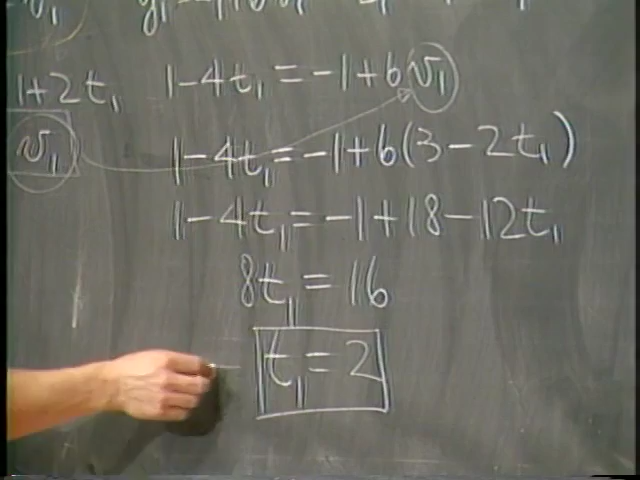 1+2t₁
1-4t₁=-1+6v₁
v₁
1-4t₁=-1+6(3-2t₁)
1-4t₁=-1+18-12t₁
8t₁=16
t₁=2